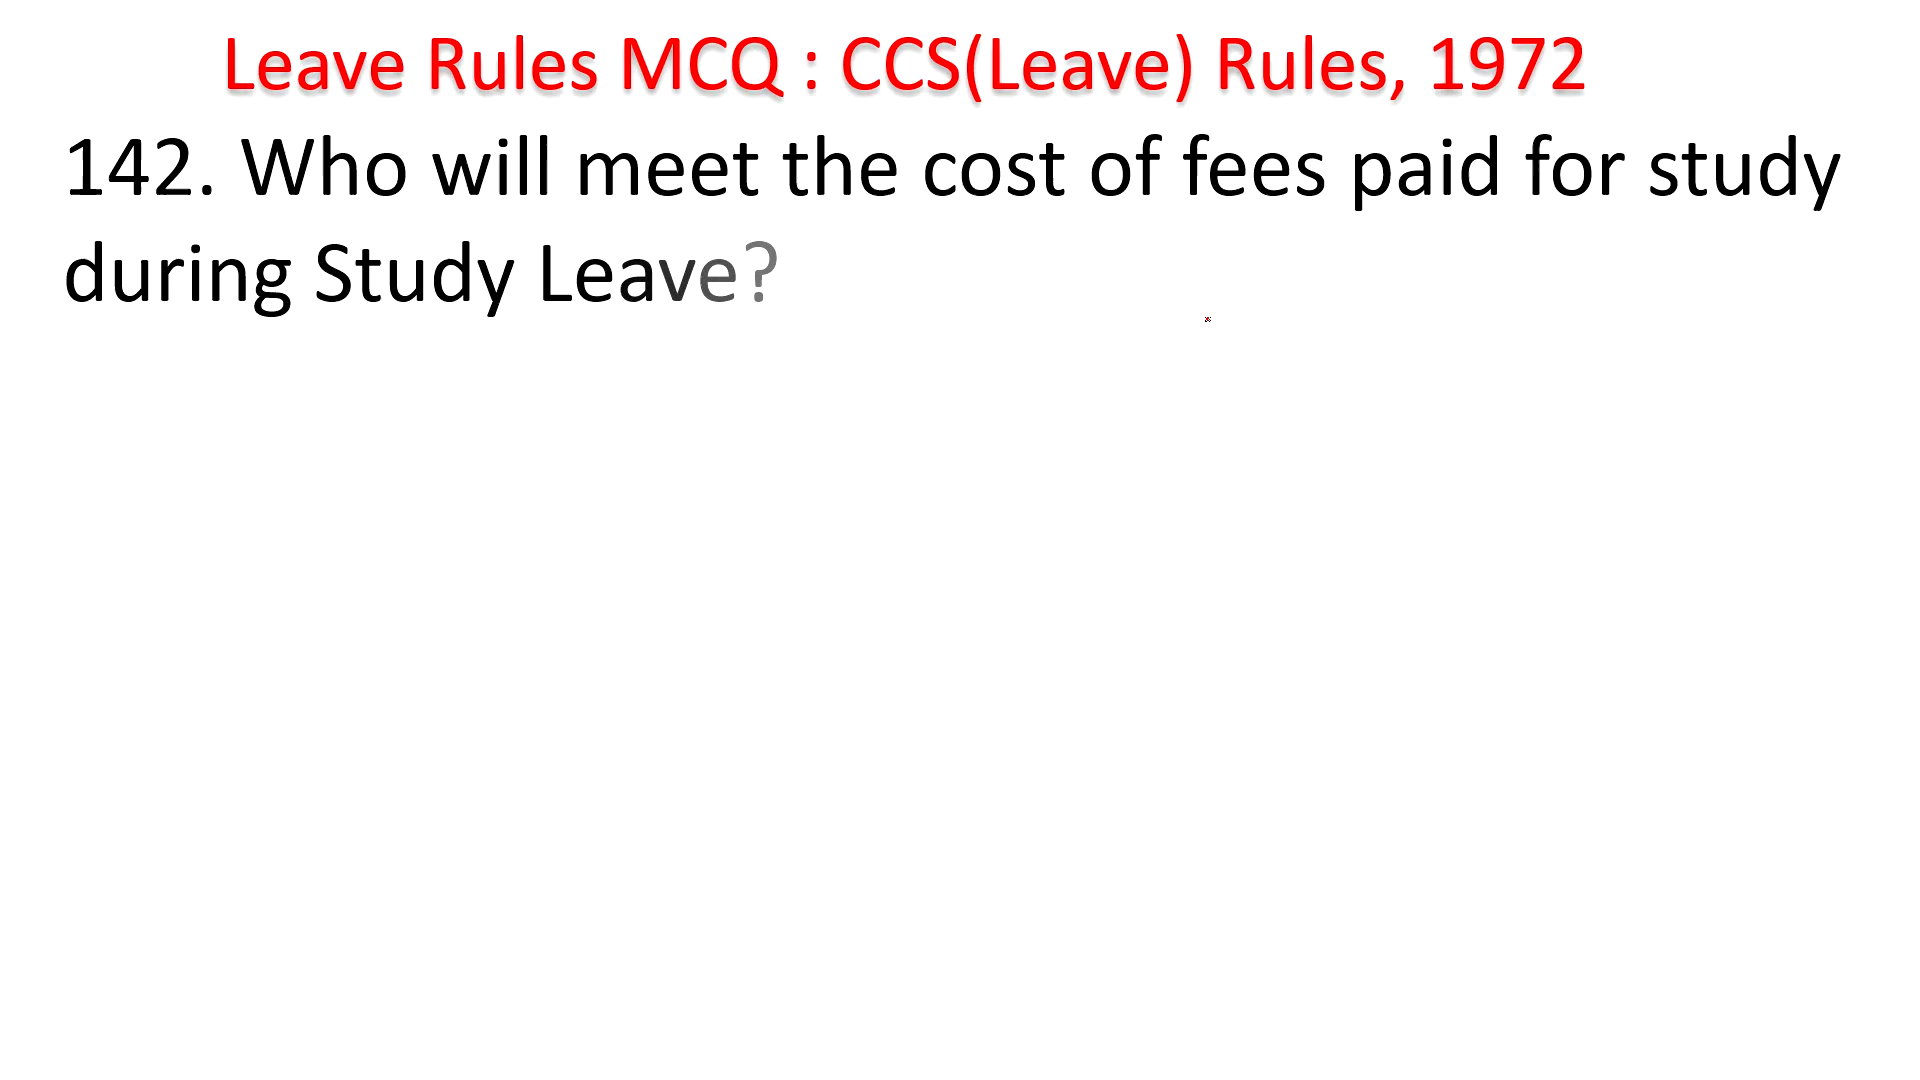 Leave Rules MCQ : CCS(Leave) Rules, 1972
142. Who will meet the cost of fees paid for study
during Study Leave?